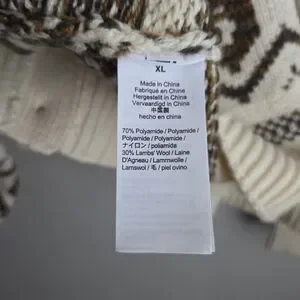 XL
Made in China
Fabriqué en China
Hergestellt in China
Vervaardigd in China
中国製
hecho en china
70% Polyamide / Polyamide /
Polyamid / Polyamide /
ナイロン / poliamida
30% Lambs' Wool / Laine
D'Agneau / Lammwolle /
Lamswol / 毛 / piel ovino